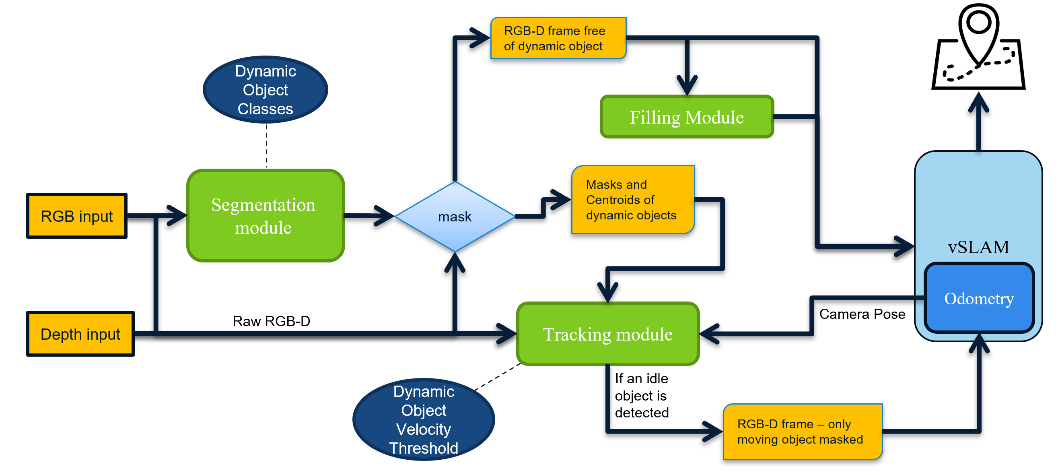 RGB-D frame free
of dynamic object
Dynamic
Object
Classes
Filling Module
Segmentation
module
Masks and
Centroids of
dynamic objects
RGB input
mask
vSLAM
Odometry
Depth input
Raw RGB-D
Camera Pose
Tracking module
If an idle
object is
detected
Dynamic
Object
Velocity
Threshold
RGB-D frame – only
moving object masked